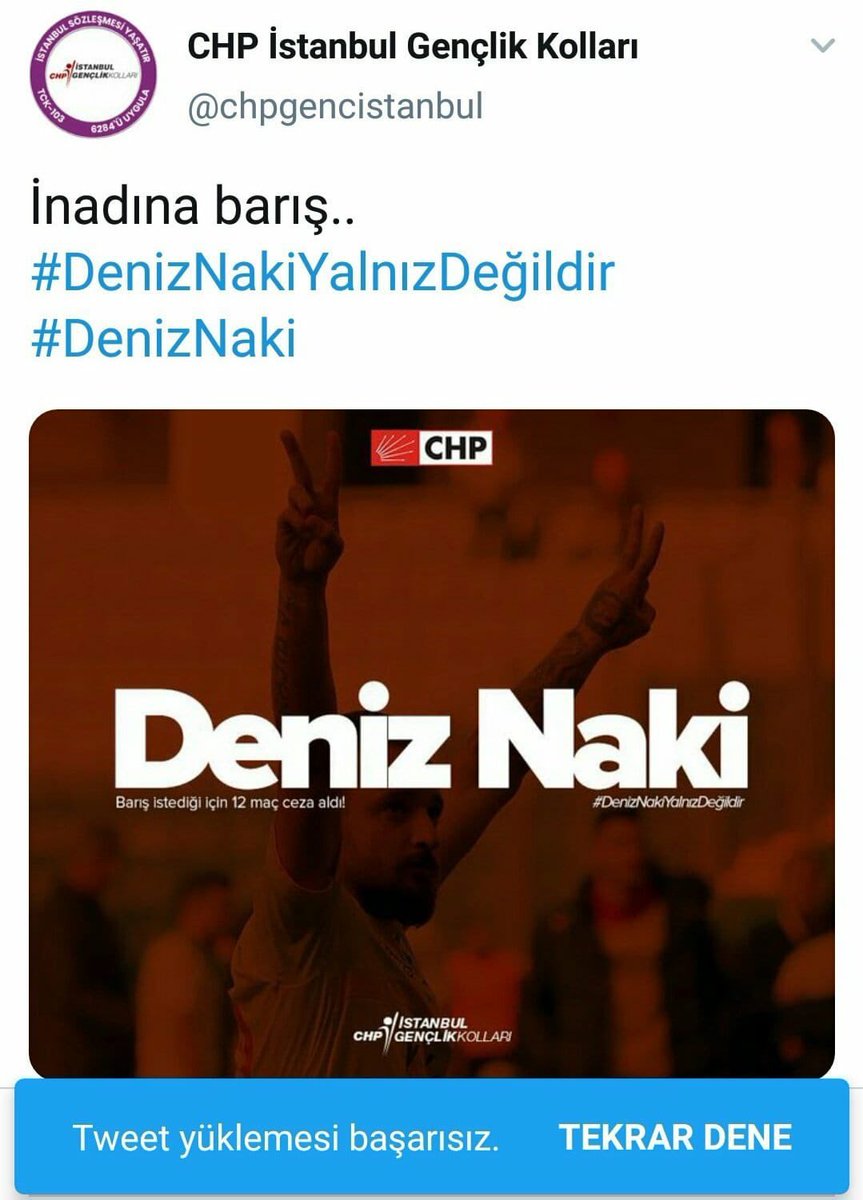 İSTANBUL SÖZLEŞMESİ YAŞATIR
İSTANBUL
CHP GENÇLİKKOLLARI
TCK-103
6284'Ü UYGULA
CHP İstanbul Gençlik Kolları
@chpgencistanbul
İnadına barış..
#DenizNakiYalnızDeğildir
#DenizNaki
CHP
Deniz Naki
Barış istediği için 12 maç ceza aldı!
#DenizNakiYalnızDeğildir
İSTANBUL
CHP GENÇLİKKOLLARI
Tweet yüklemesi başarısız. TEKRAR DENE